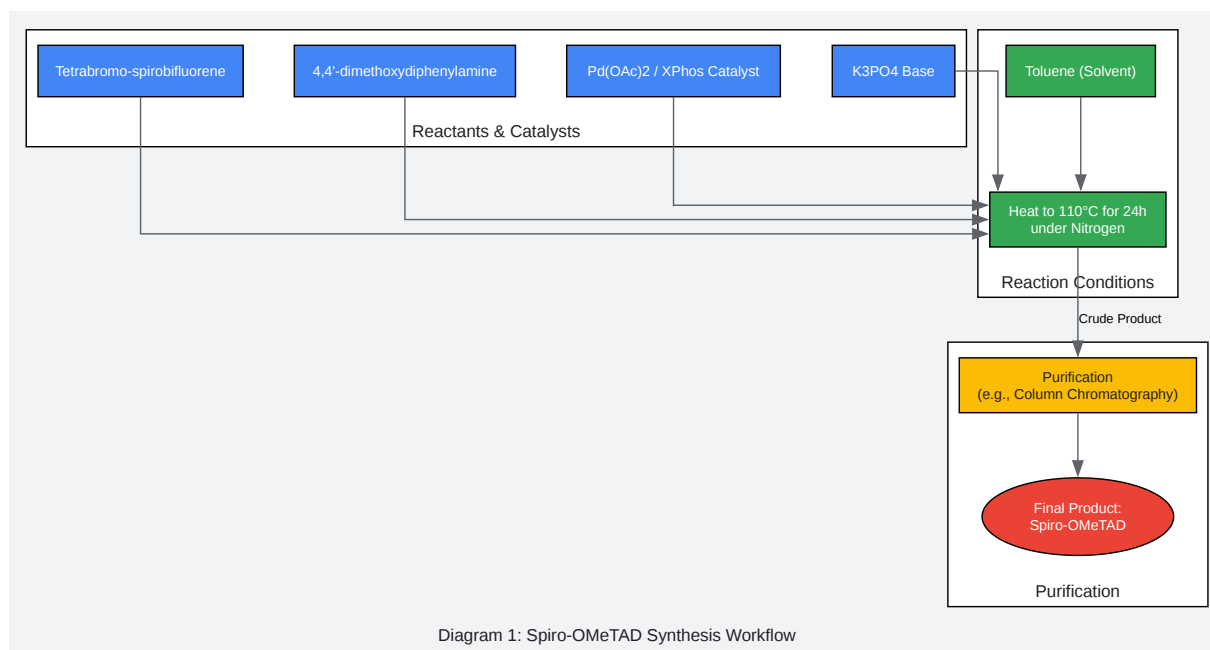 Tetrabromo-spirobifluorene
4,4'-dimethoxydiphenylamine
Pd(OAc)2 / XPhos Catalyst
K3PO4 Base
Reactants & Catalysts
Toluene (Solvent)
Heat to 110°C for 24h
under Nitrogen
Reaction Conditions
Crude Product
Purification
(e.g., Column Chromatography)
Final Product:
Spiro-OMeTAD
Purification
Diagram 1: Spiro-OMeTAD Synthesis Workflow